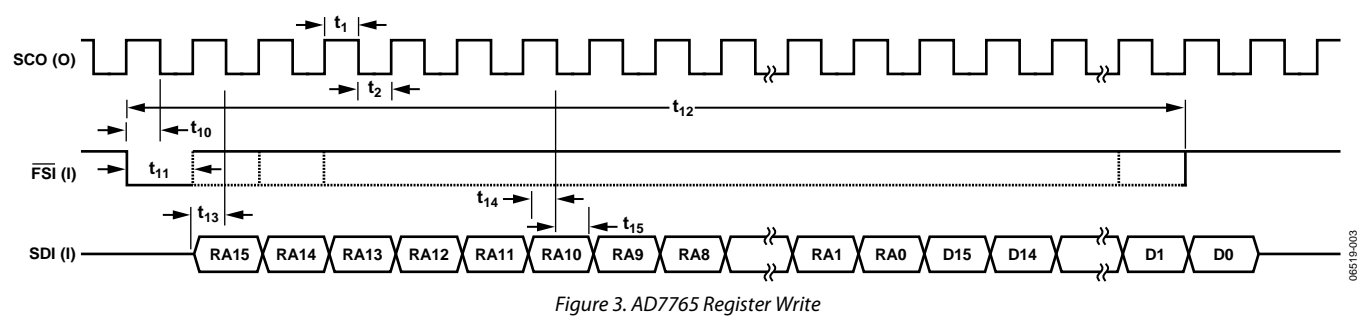 t1
SCO (O)
t2
t12
t10
FSI (I)
t11
t14
t13
t15
SDI (I) RA15 RA14 RA13 RA12 RA11 RA10 RA9 RA8 RA1 RA0 D15 D14 D1 D0
06519-003
Figure 3. AD7765 Register Write